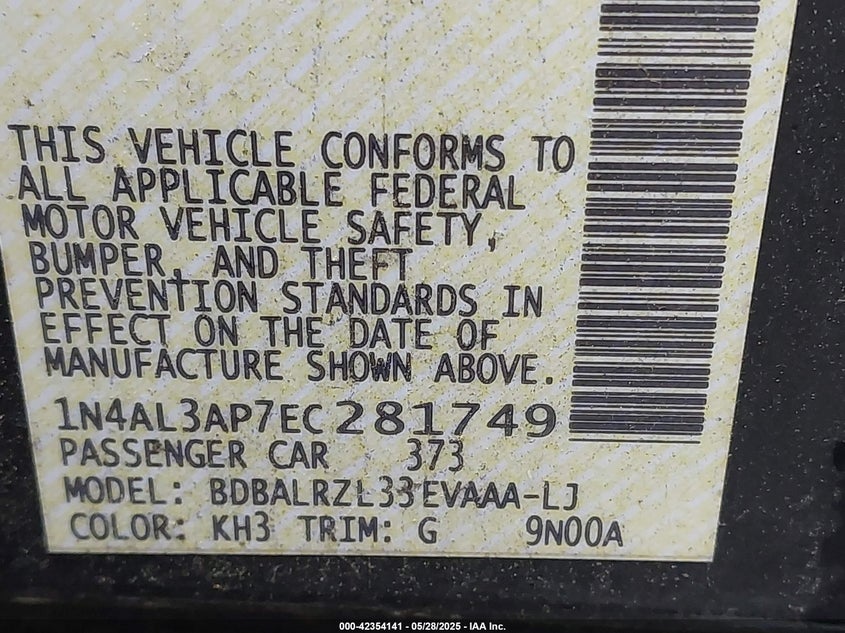 THIS VEHICLE CONFORMS TO
ALL APPLICABLE FEDERAL
MOTOR VEHICLE SAFETY,
BUMPER, AND THEFT
PREVENTION STANDARDS IN
EFFECT ON THE DATE OF
MANUFACTURE SHOWN ABOVE.
1N4AL3AP7EC281749
PASSENGER CAR 373
MODEL: BDBALRZL33EVAAA-LJ
COLOR: KH3 TRIM: G 9N00A
000-42354141 - 05/28/2025 - IAA Inc.